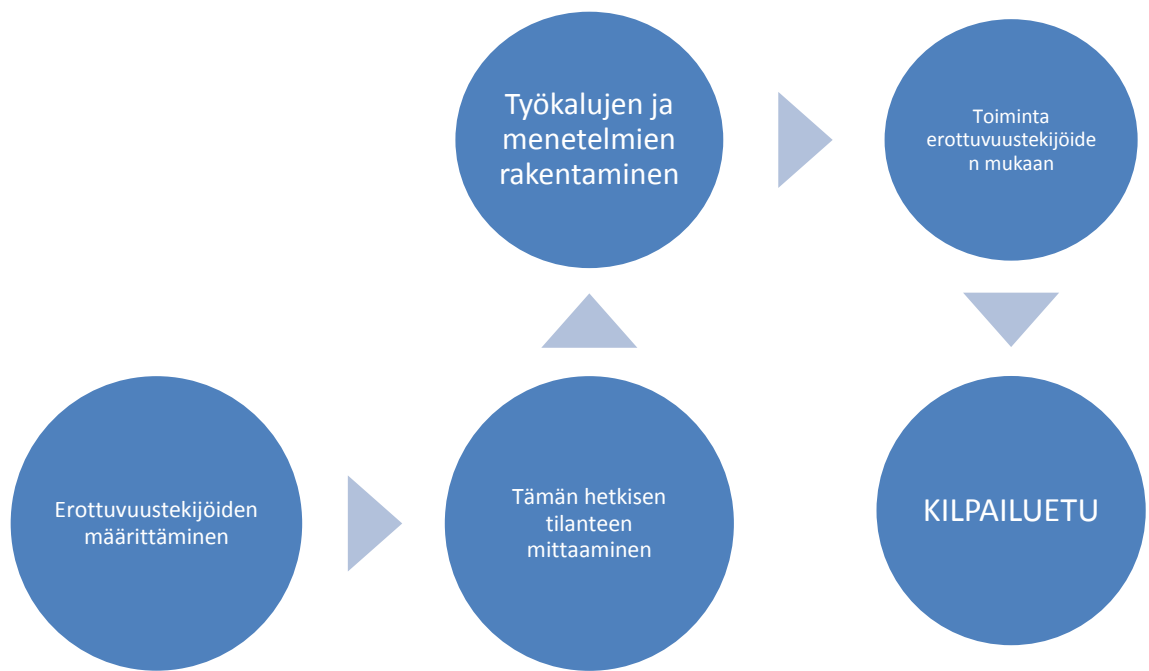 Työkalujen ja
menetelmien
rakentaminen
Toiminta
erottuvuustekijöide
n mukaan
Erottuvuustekijöiden
määrittäminen
Tämän hetkisen
tilanteen
mittaaminen
KILPAILUETU